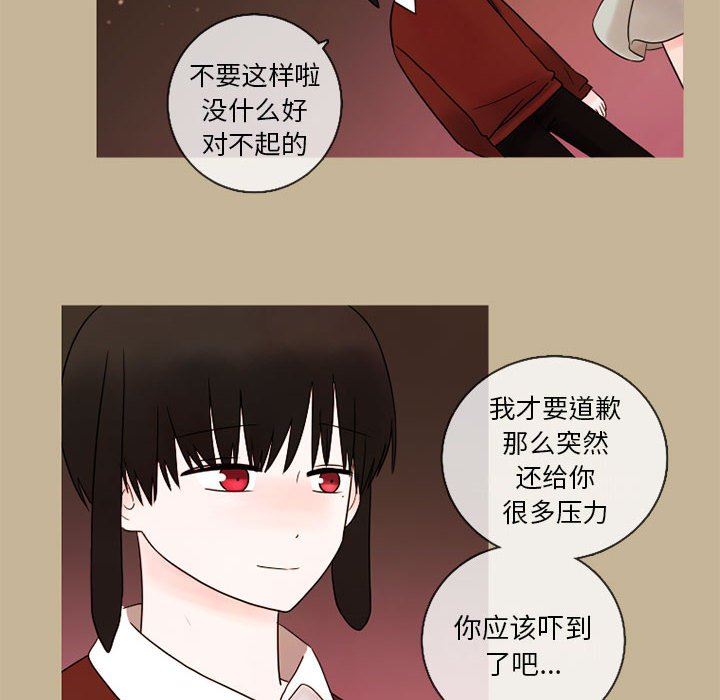 不要这样啦
没什么好
对不起的
我才要道歉
那么突然
还给你
很多压力
你应该吓到
了吧...